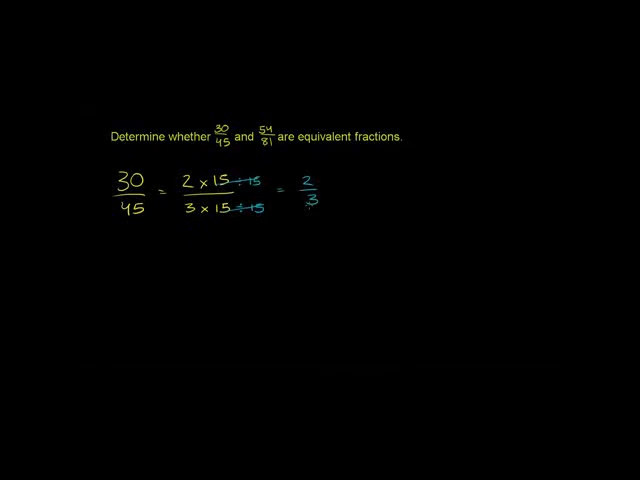 Determine whether 30/45 and 54/81 are equivalent fractions.
30/45 = 2 x 15 ÷ 15 / 3 x 15 ÷ 15 = 2/3